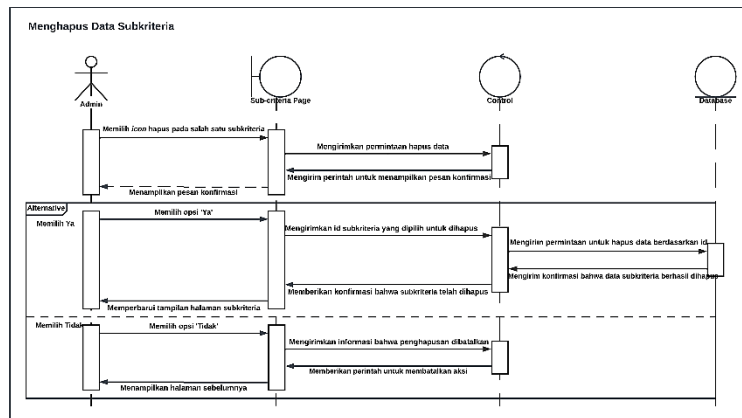 Menghapus Data Subkriteria
Admin
Sub-criteria Page
Control
Database
Memilih icon hapus pada salah satu subkriteria
Mengirimkan permintaan hapus data
Mengirim perintah untuk menampilkan pesan konfirmasi
Menampilkan pesan konfirmasi
Alternative
Memilih Ya
Memilih opsi 'Ya'
Mengirimkan id subkriteria yang dipilih untuk dihapus
Mengirim permintaan untuk hapus data berdasarkan id
Mengirim konfirmasi bahwa data subkriteria berhasil dihapus
Memberikan konfirmasi bahwa subkriteria telah dihapus
Memperbarui tampilan halaman subkriteria
Memilih Tidak
Memilih opsi 'Tidak'
Mengirimkan informasi bahwa penghapusan dibatalkan
Memberikan perintah untuk membatalkan aksi
Menampilkan halaman sebelumnnya